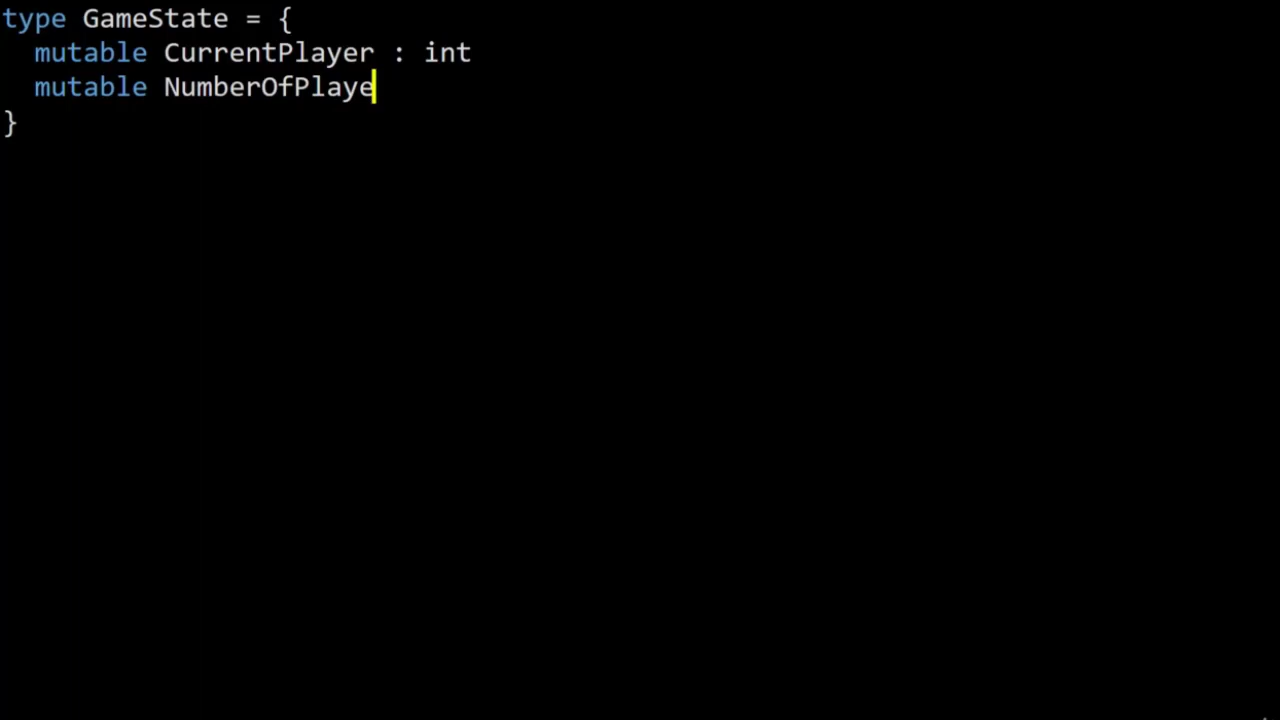 type GameState = {
  mutable CurrentPlayer : int
  mutable NumberOfPlaye
}